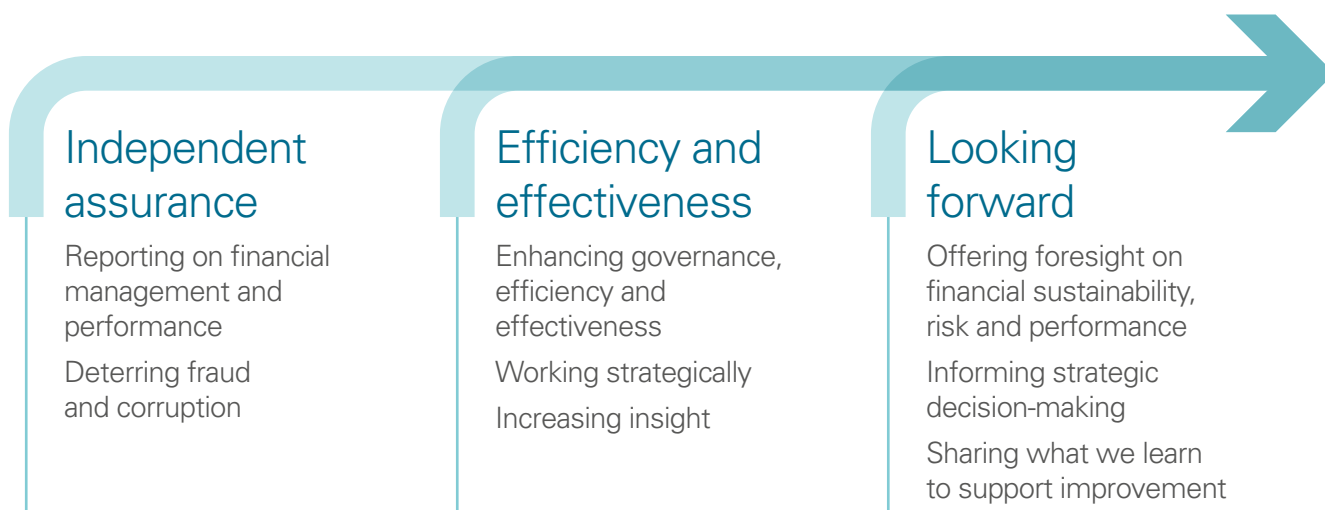 Independent
assurance
Reporting on financial
management and
performance
Deterring fraud
and corruption
Efficiency and
effectiveness
Enhancing governance,
efficiency and
effectiveness
Working strategically
Increasing insight
Looking
forward
Offering foresight on
financial sustainability,
risk and performance
Informing strategic
decision-making
Sharing what we learn
to support improvement